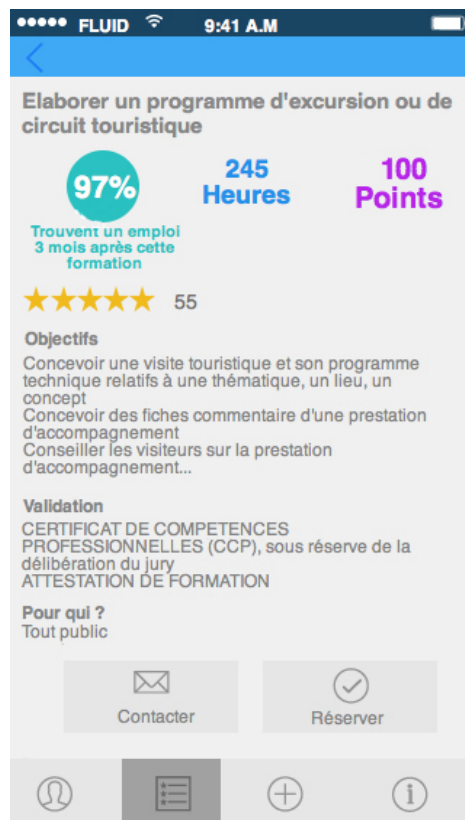 FLUID 9:41 A.M
Elaborer un programme d'excursion ou de
circuit touristique
97%
245
Heures
100
Points
Trouvent un emploi
3 mois après cette
formation
55
Objectifs
Concevoir une visite touristique et son programme
technique relatifs à une thématique, un lieu, un
concept
Concevoir des fiches commentaire d'une prestation
d'accompagnement
Conseiller les visiteurs sur la prestation
d'accompagnement...
Validation
CERTIFICAT DE COMPETENCES
PROFESSIONNELLES (CCP), sous réserve de la
délibération du jury
ATTESTATION DE FORMATION
Pour qui ?
Tout public
Contacter
Réserver